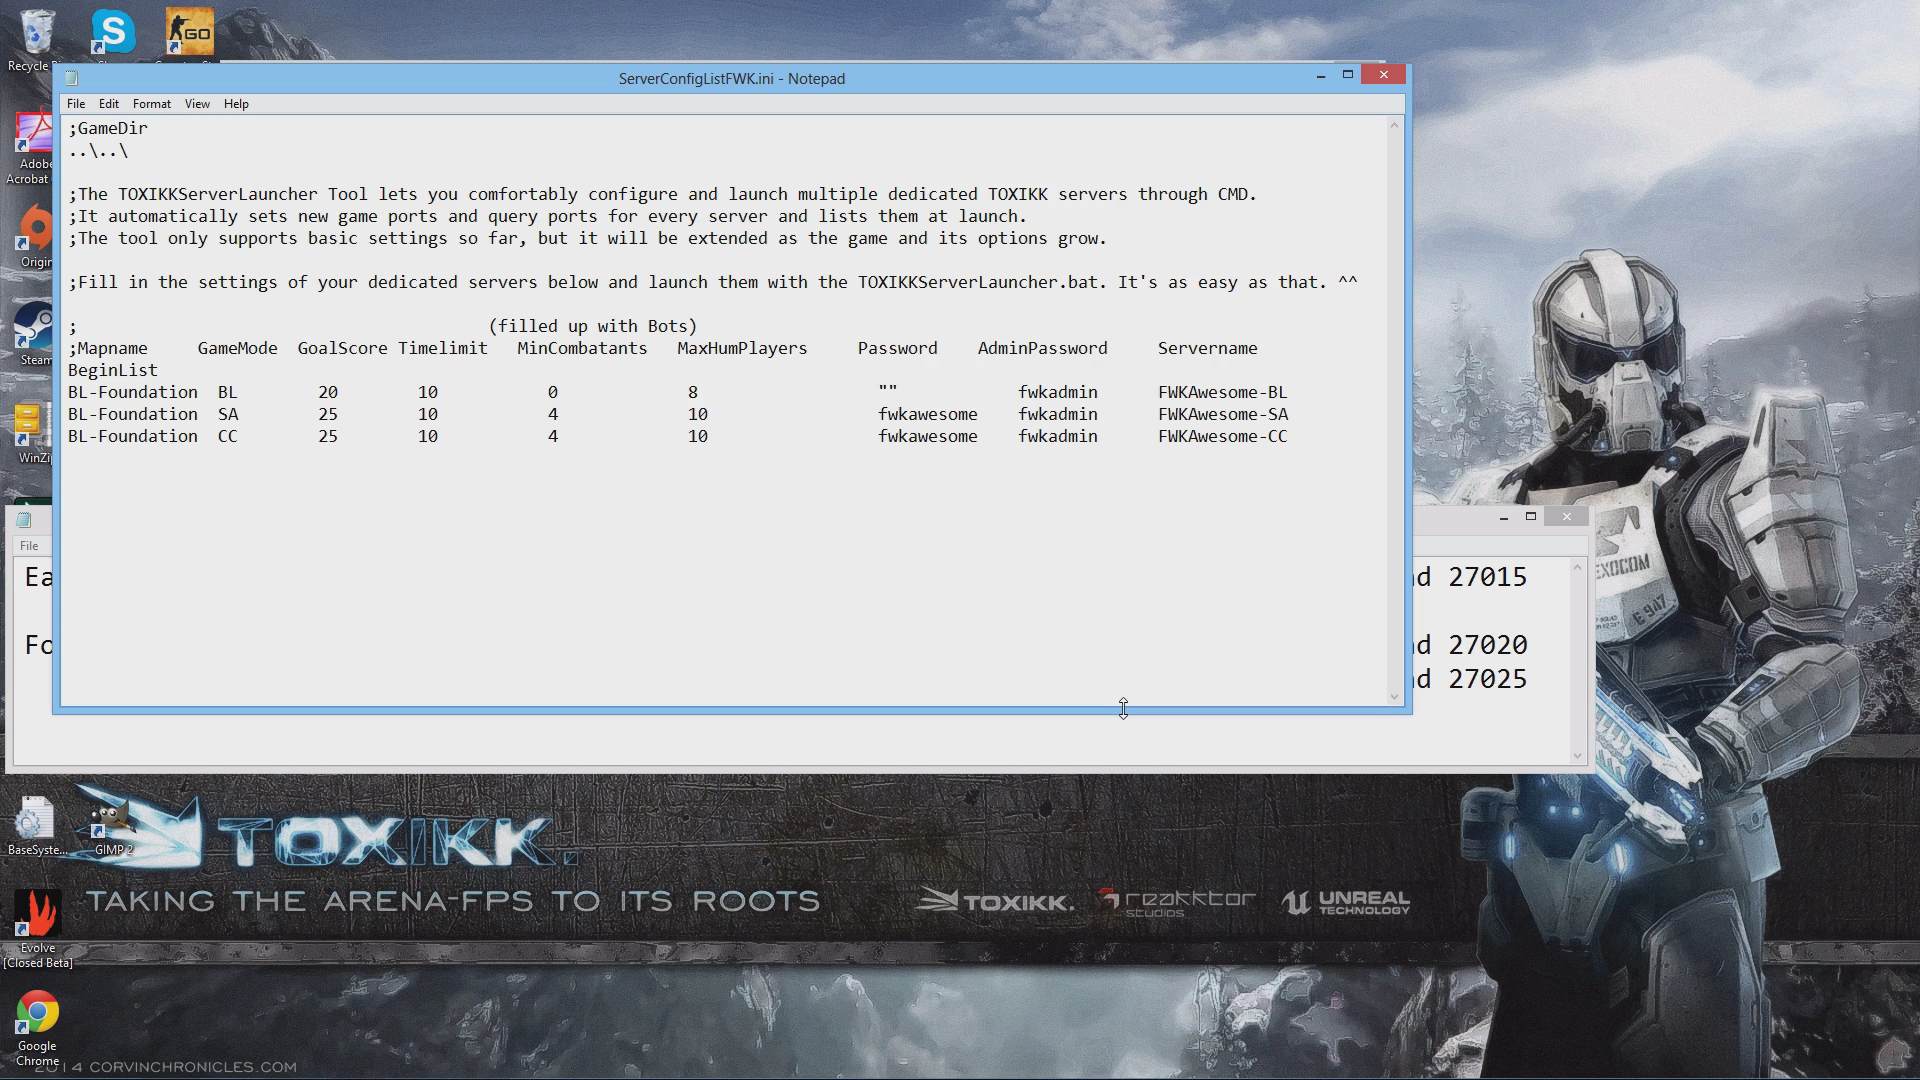 Recycle
GO
ServerConfigListFWK.ini - Notepad
File Edit Format View Help
;GameDir
..\..\
;The TOXIKKServerLauncher Tool lets you comfortably configure and launch multiple dedicated TOXIKK servers through CMD.
;It automatically sets new game ports and query ports for every server and lists them at launch.
;The tool only supports basic settings so far, but it will be extended as the game and its options grow.
;Fill in the settings of your dedicated servers below and launch them with the TOXIKKServerLauncher.bat. It's as easy as that. ^^
; (filled up with Bots)
;Mapname GameMode GoalScore Timelimit MinCombatants MaxHumPlayers Password AdminPassword Servername
BeginList
BL-Foundation BL 20 10 0 8 "" fwkadmin FWKAwesome-BL
BL-Foundation SA 25 10 4 10 fwkawesome fwkadmin FWKAwesome-SA
BL-Foundation CC 25 10 4 10 fwkawesome fwkadmin FWKAwesome-CC
Adobe
Acrobat
Origin
Steam
WinZip
File
Ea
27015
Fo
27020
27025
EXOCOM
E-947
BaseSyste...
GIMP 2
TOXIKK.
TAKING THE ARENA-FPS TO ITS ROOTS
TOXIKK.
reakktor
studios
UNREAL
TECHNOLOGY
Evolve
[Closed Beta]
Google
Chrome
2014 CORVINCHRONICLES.COM